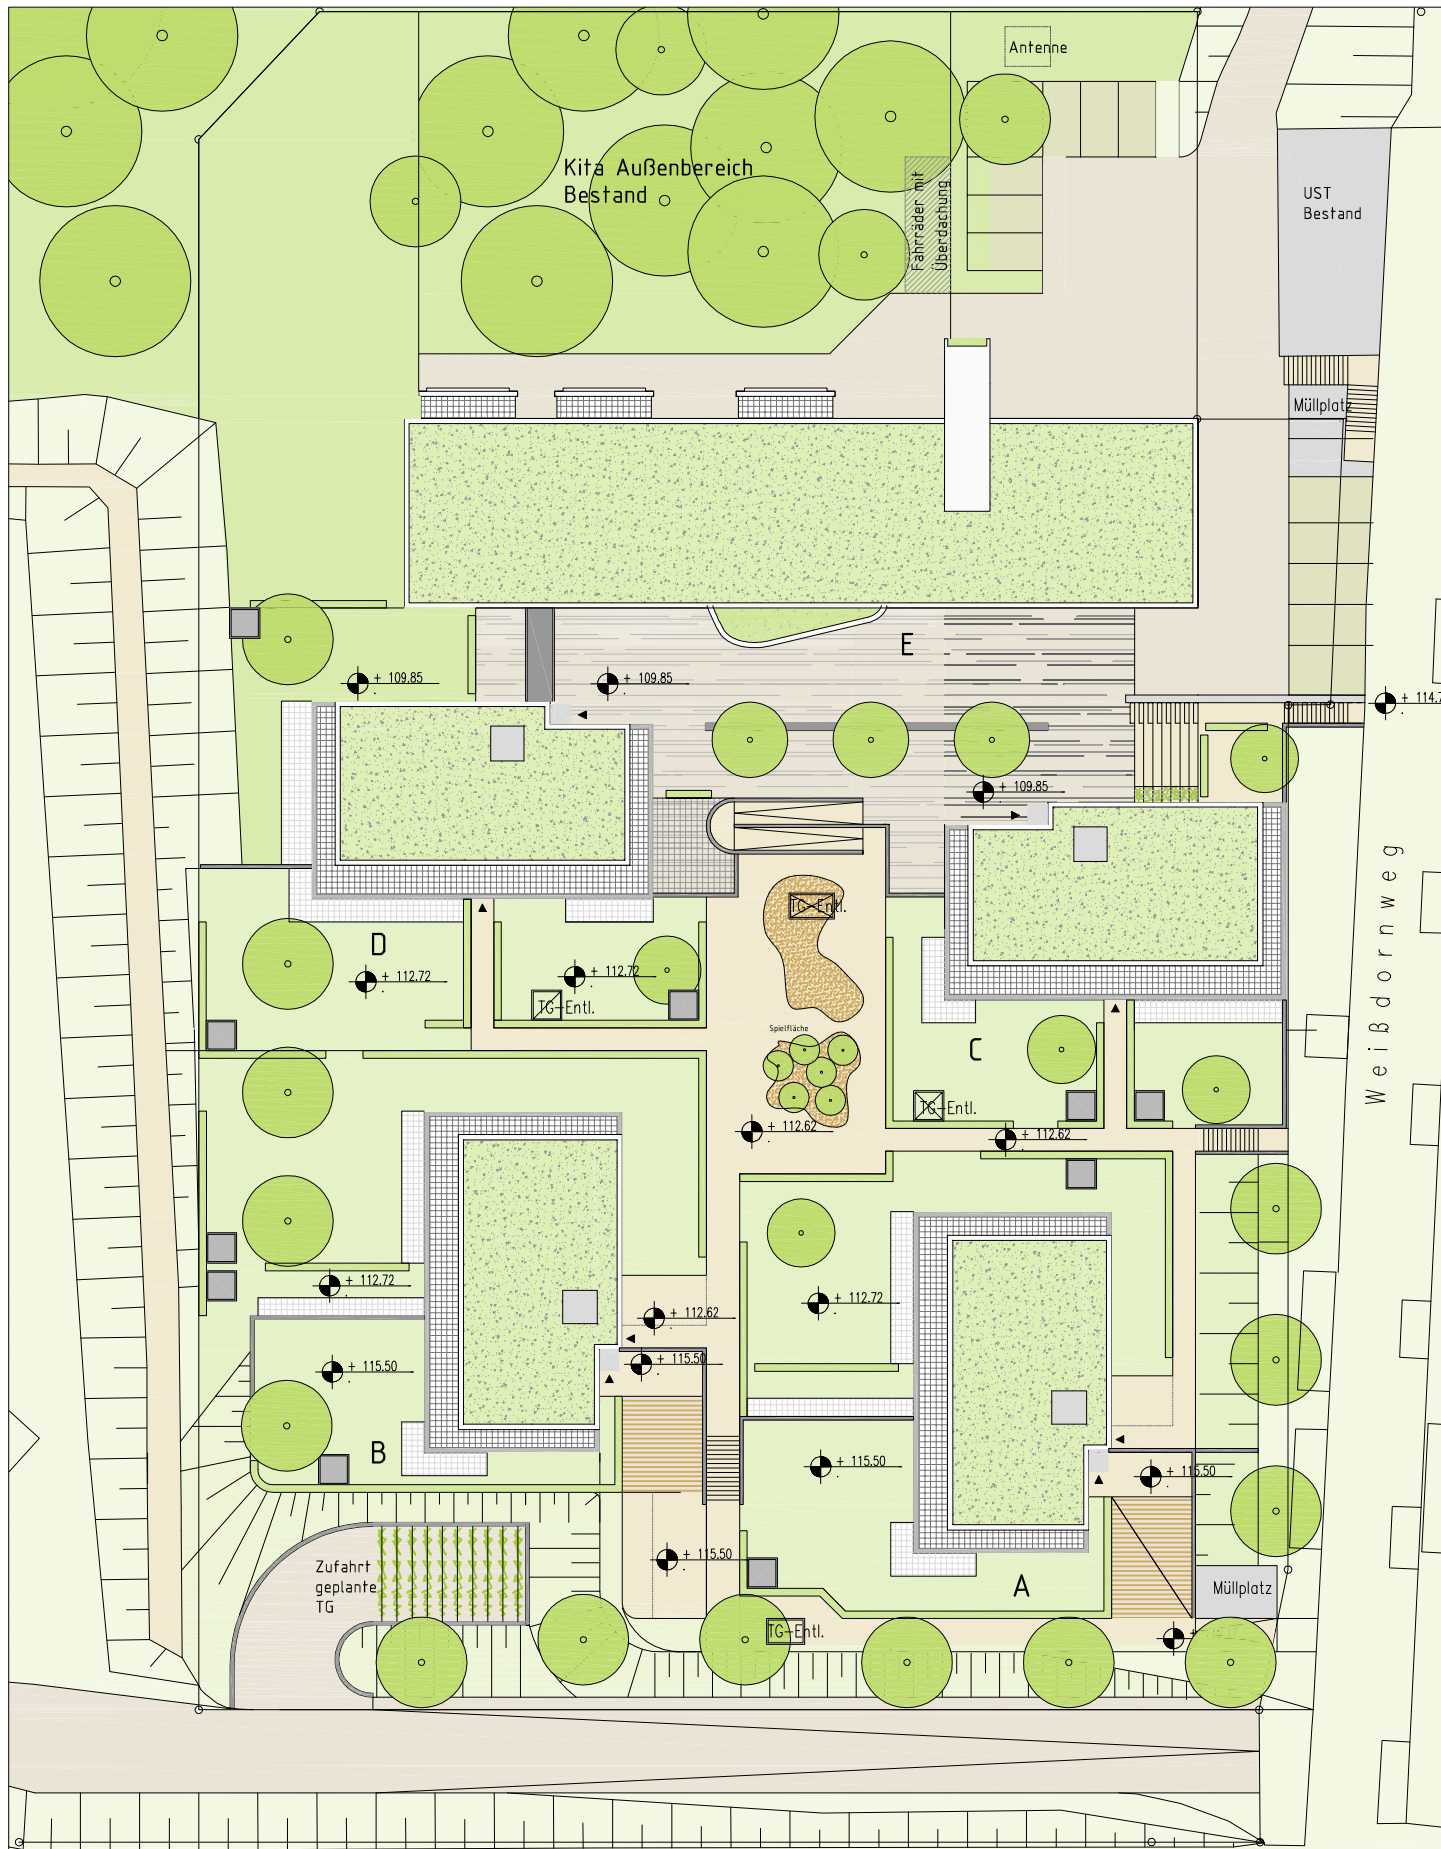 Antenne
Kita Außenbereich
Bestand
Fahrräder mit
Überdachung
UST
Bestand
Müllplatz
E
+ 109.85
+ 109.85
+ 114.7
+ 109.85
Weißdornweg
TG-Entl.
D
+ 112.72
+ 112.72
TG-Entl.
Spielfläche
C
TG-Entl.
+ 112.62
+ 112.62
+ 112.72
+ 112.72
+ 112.62
+ 115.50
+ 115.50
B
+ 115.50
+ 115.50
+ 115.50
Zufahrt
geplante
TG
A
Müllplatz
TG-Entl.